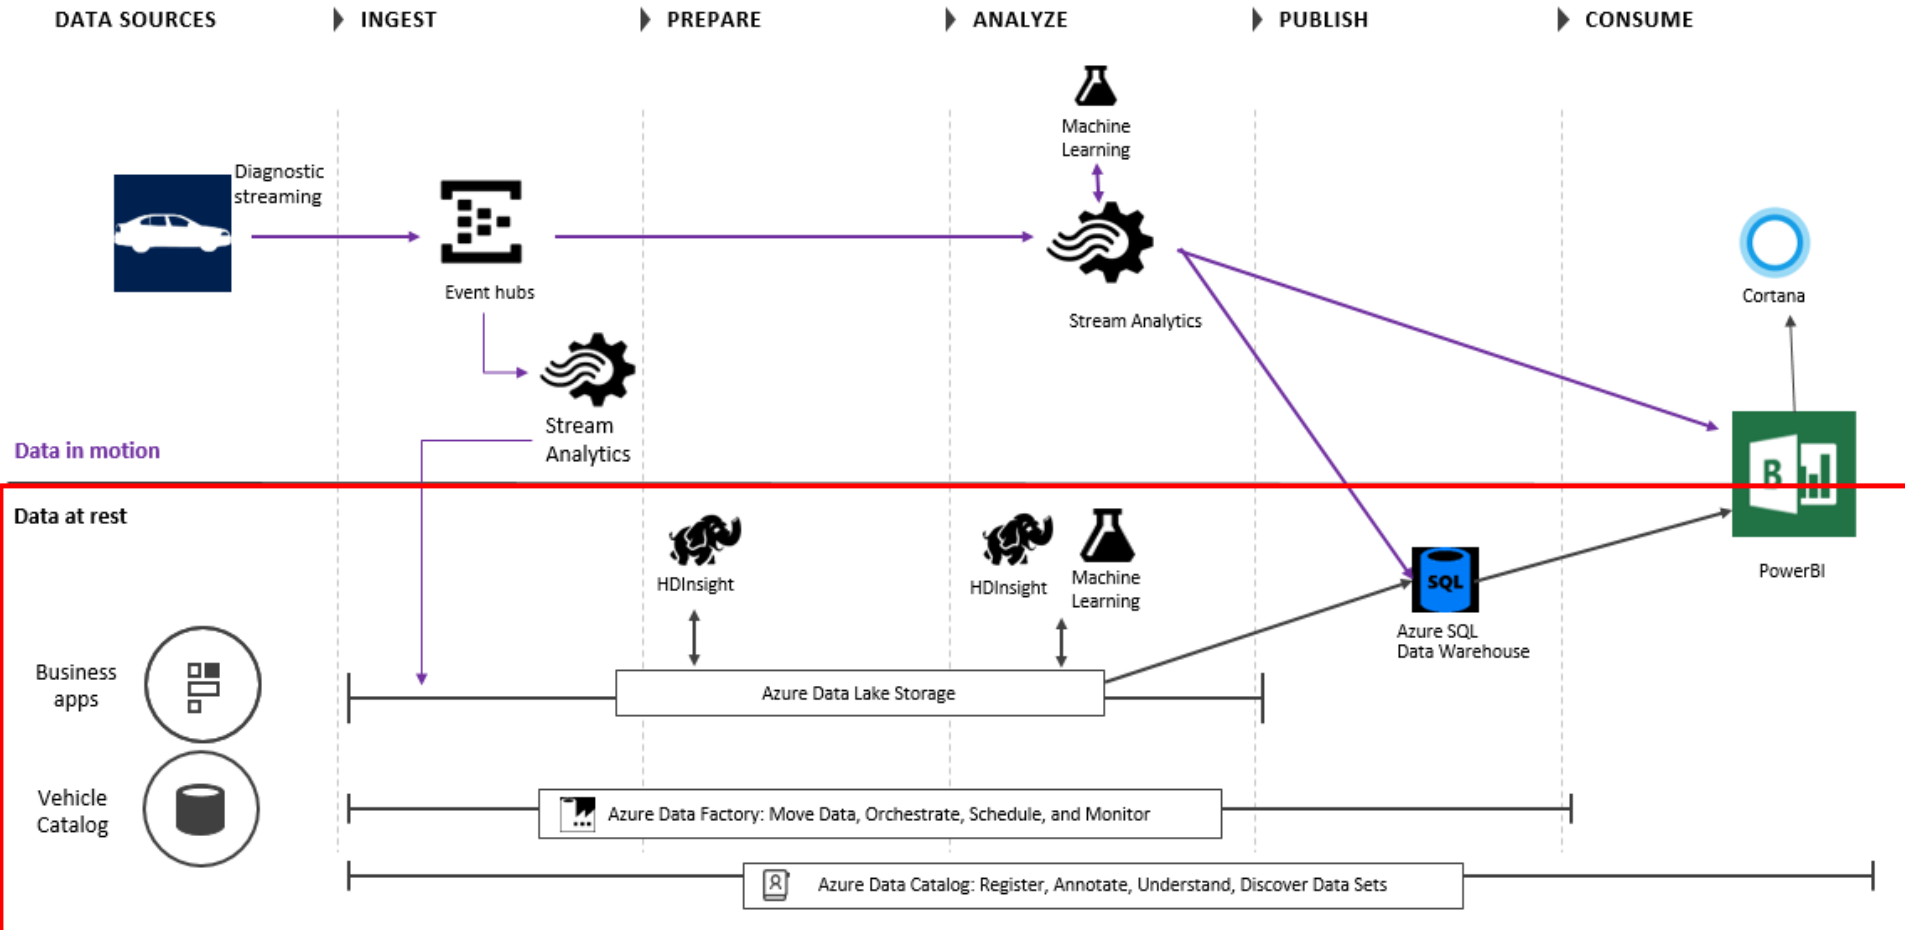 DATA SOURCES
INGEST
PREPARE
ANALYZE
PUBLISH
CONSUME
Machine
Learning
Diagnostic
streaming
Event hubs
Stream Analytics
Cortana
Stream
Analytics
Data in motion
B
Data at rest
HDInsight
HDInsight
Machine
Learning
SQL
PowerBI
Azure SQL
Data Warehouse
Business
apps
Azure Data Lake Storage
Vehicle
Catalog
Azure Data Factory: Move Data, Orchestrate, Schedule, and Monitor
Azure Data Catalog: Register, Annotate, Understand, Discover Data Sets